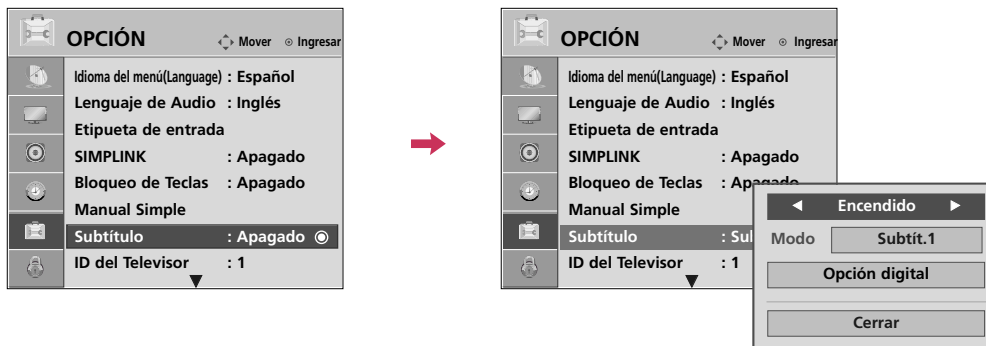 OPCIÓN Mover Ingresar
Idioma del menú(Language) : Español
Lenguaje de Audio : Inglés
Etipueta de entrada
SIMPLINK : Apagado
Bloqueo de Teclas : Apagado
Manual Simple
Subtítulo : Apagado
ID del Televisor : 1
OPCIÓN Mover Ingresar
Idioma del menú(Language) : Español
Lenguaje de Audio : Inglés
Etipueta de entrada
SIMPLINK : Apagado
Bloqueo de Teclas : Apagado
Manual Simple
Subtítulo : Sub
ID del Televisor : 1
Encendido
Modo Subtít.1
Opción digital
Cerrar